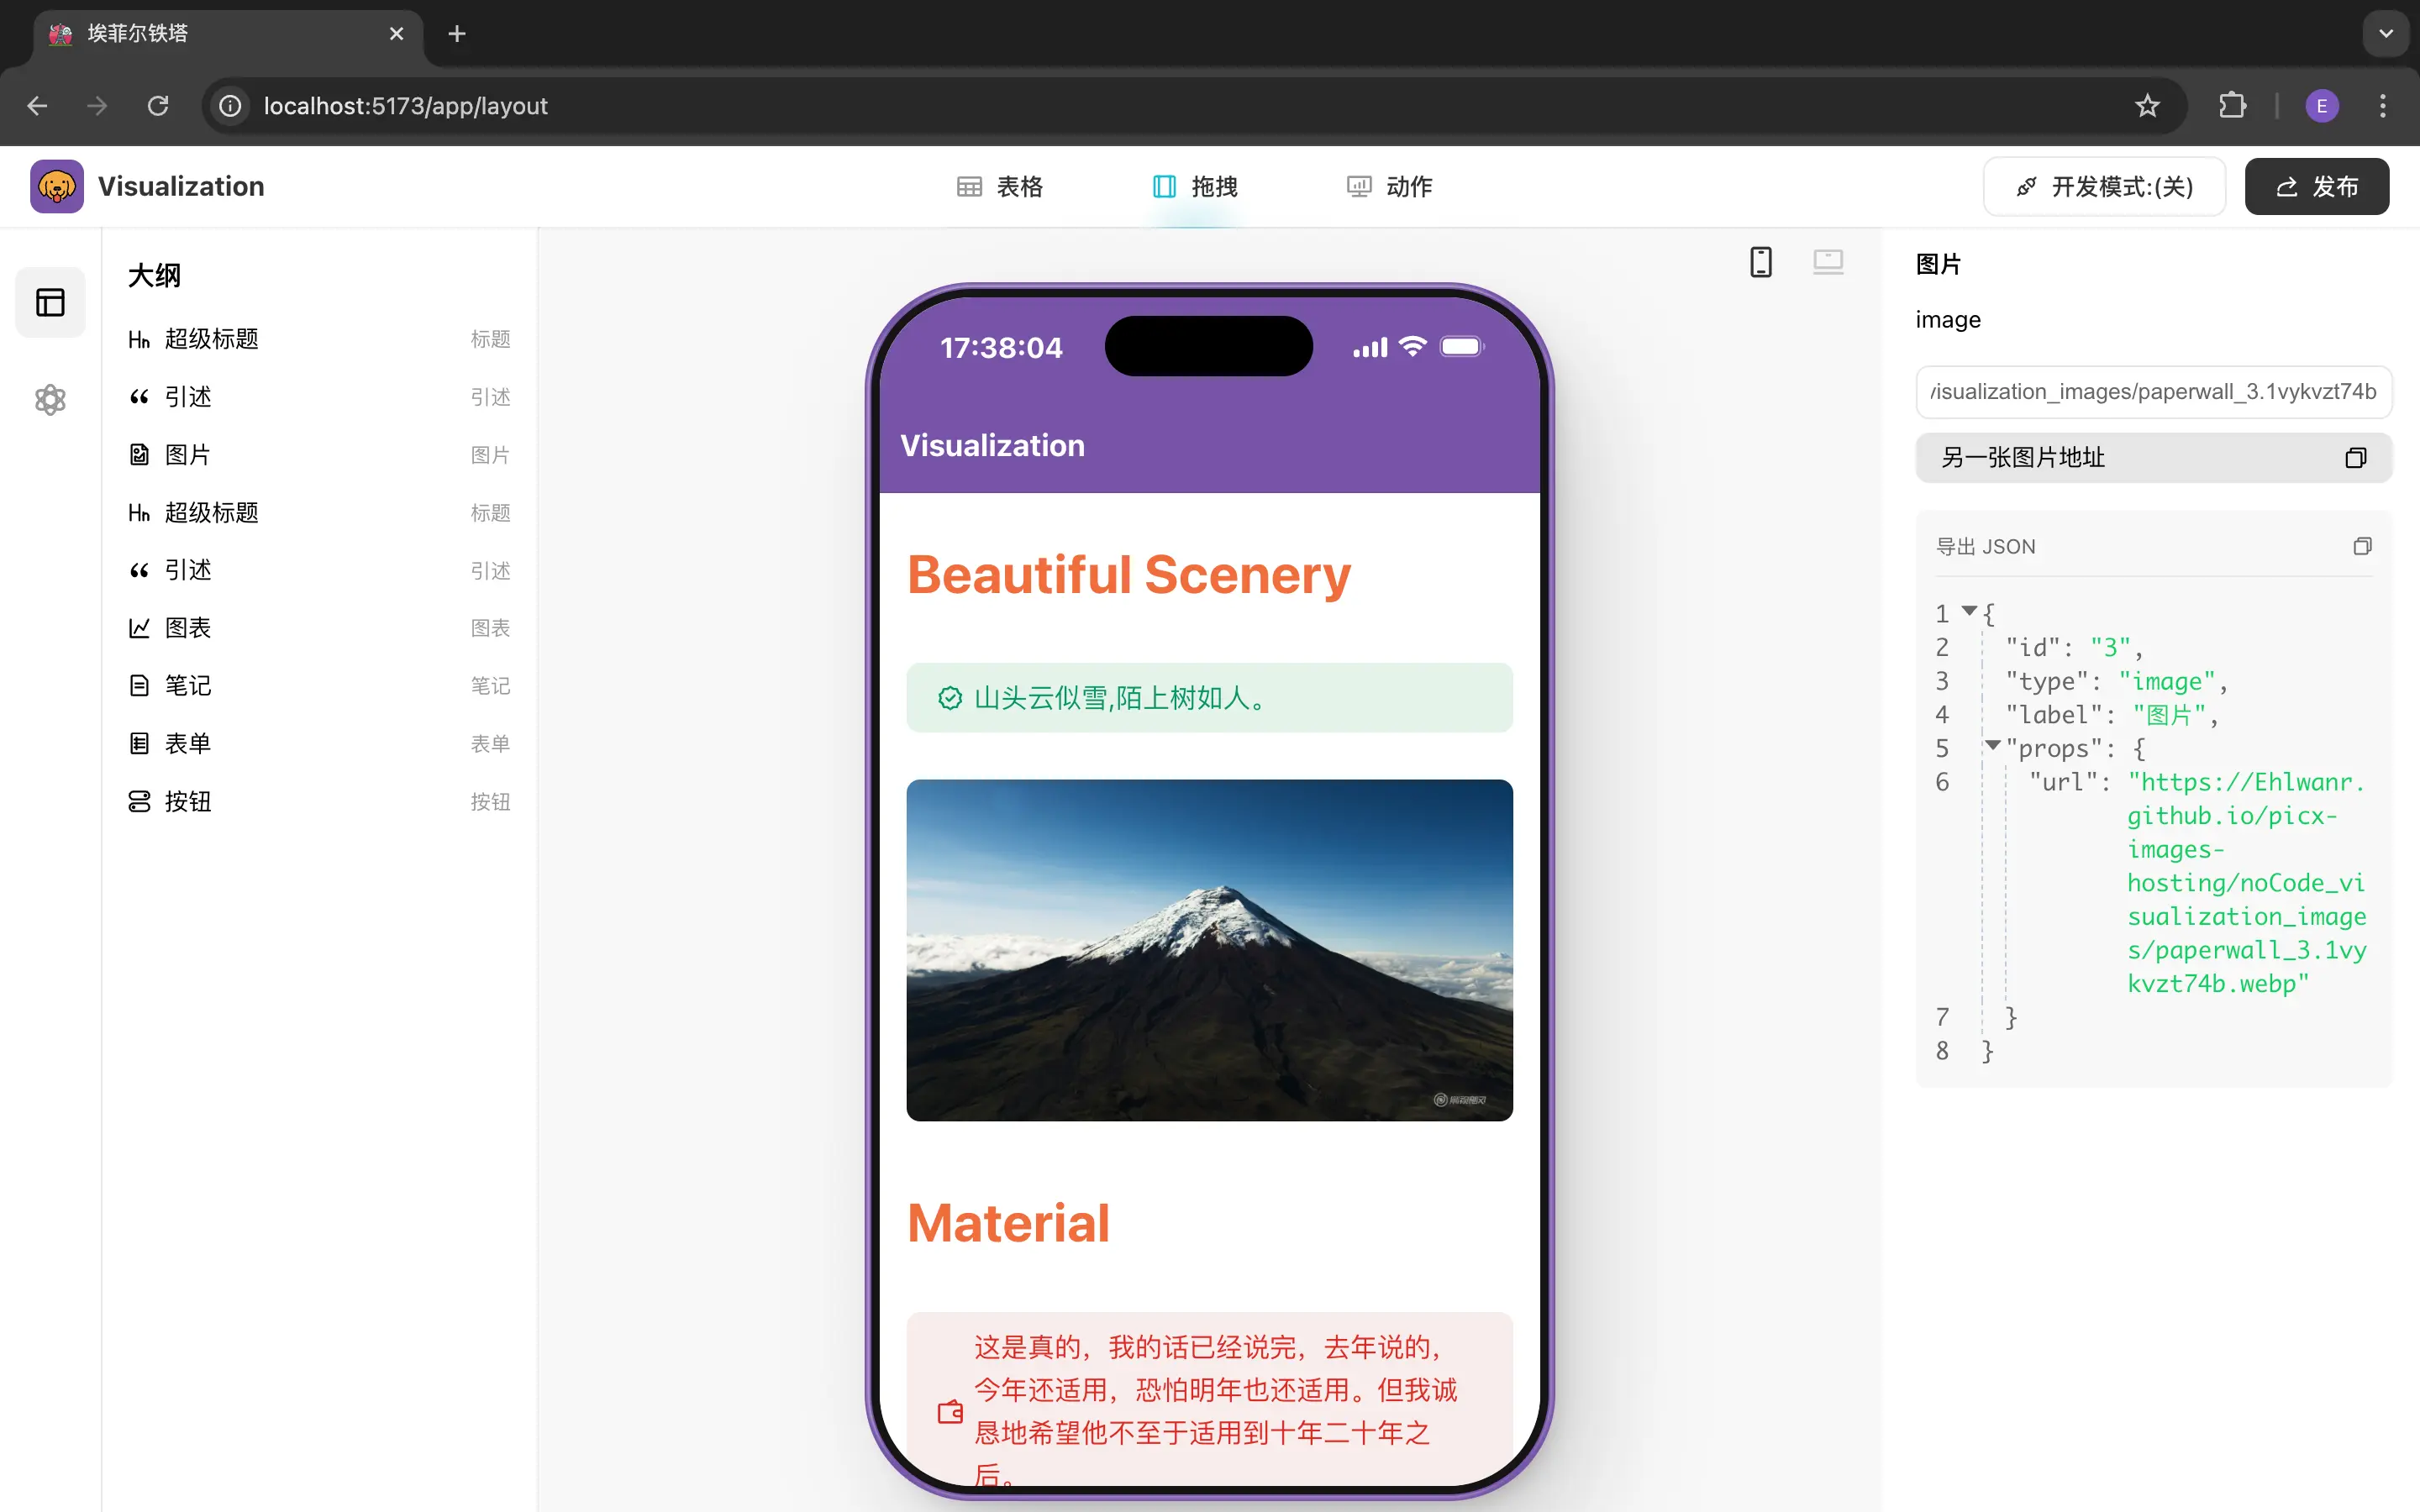 埃菲尔铁塔
localhost:5173/app/layout
E
Visualization
表格
拖拽
动作
开发模式:(关)
发布
大纲
超级标题 标题
引述 引述
图片 图片
超级标题 标题
引述 引述
图表 图表
笔记 笔记
表单 表单
按钮 按钮
17:38:04
Visualization
Beautiful Scenery
山头云似雪,陌上树如人。
Material
这是真的，我的话已经说完，去年说的，
今年还适用，恐怕明年也还适用。但我诚
恳地希望他不至于适用到十年二十年之
后。
图片
image
visualization_images/paperwall_3.1vykvzt74b
另一张图片地址
导出 JSON
1 {
2 "id": "3",
3 "type": "image",
4 "label": "图片",
5 "props": {
6 "url": "https://Ehlwanr.
github.io/picx-
images-
hosting/noCode_vi
sualization_image
s/paperwall_3.1vy
kvzt74b.webp"
7 }
8 }